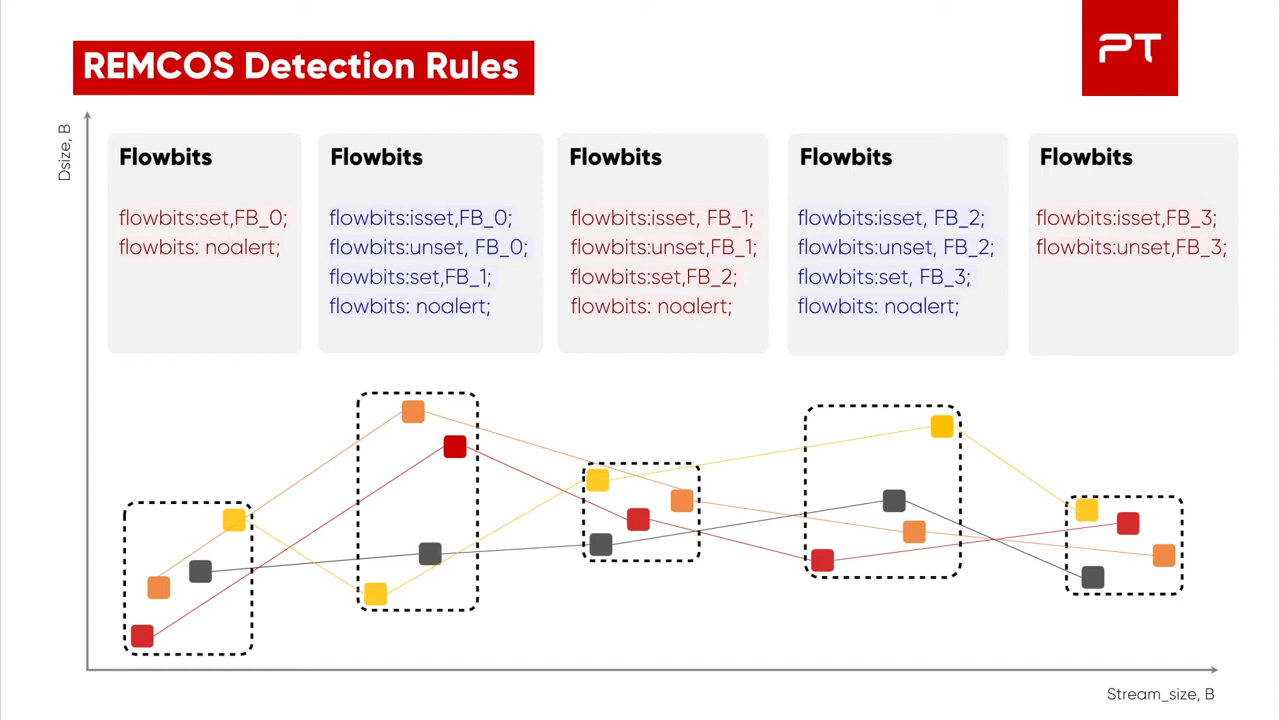 REMCOS Detection Rules
PT
Dsize, B
Flowbits
flowbits:set,FB_0;
flowbits: noalert;
Flowbits
flowbits:isset,FB_0;
flowbits:unset, FB_0;
flowbits:set,FB_1;
flowbits: noalert;
Flowbits
flowbits:isset, FB_1;
flowbits:unset,FB_1;
flowbits:set,FB_2;
flowbits: noalert;
Flowbits
flowbits:isset, FB_2;
flowbits:unset, FB_2;
flowbits:set, FB_3;
flowbits: noalert;
Flowbits
flowbits:isset,FB_3;
flowbits:unset,FB_3;
Stream_size, B